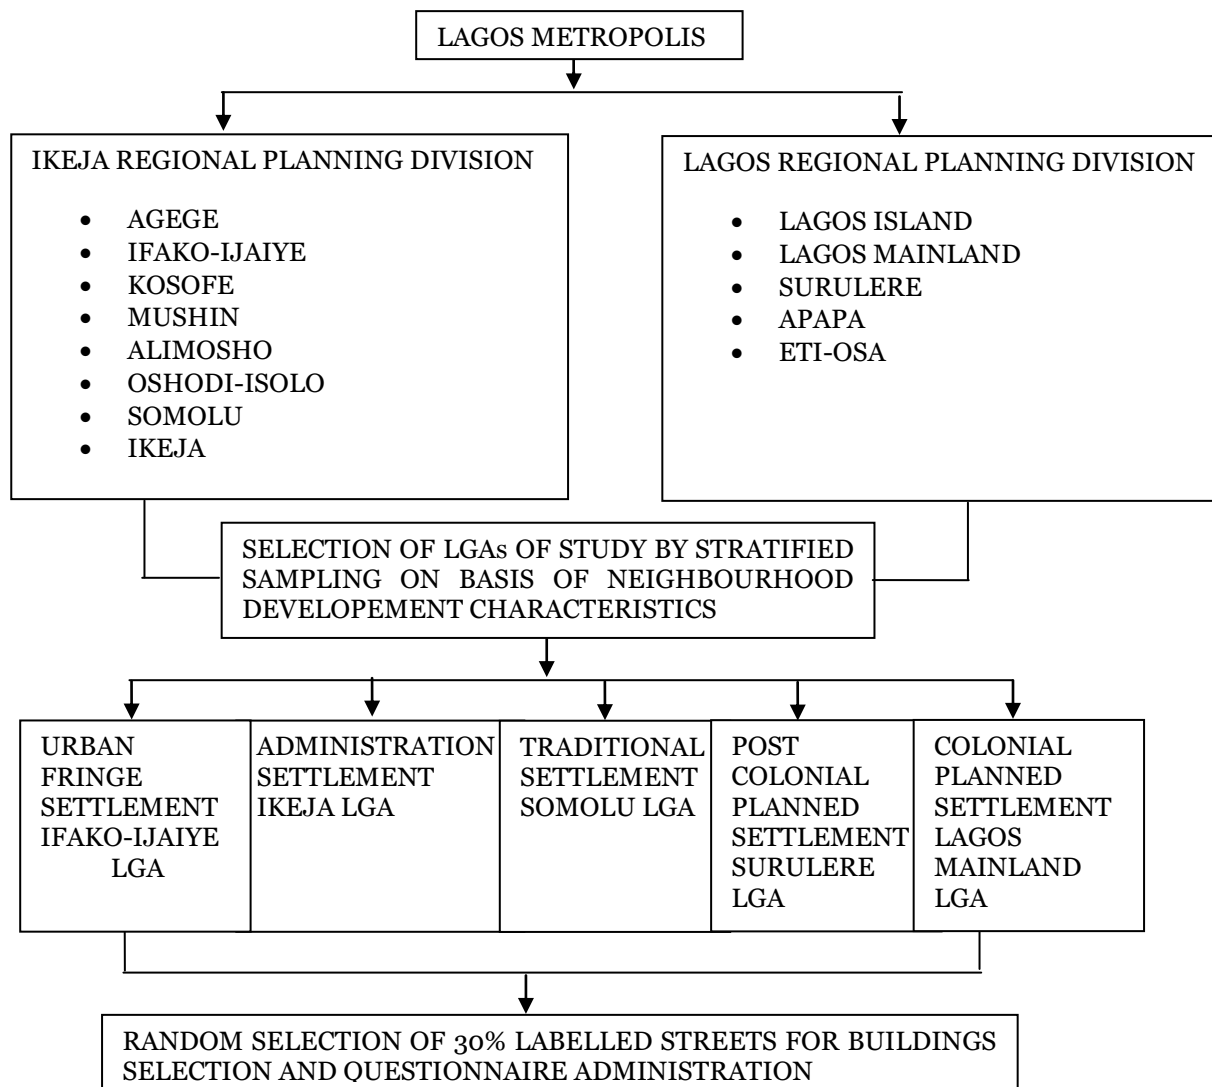 LAGOS METROPOLIS
IKEJA REGIONAL PLANNING DIVISION
• AGEGE
• IFAKO-IJAIYE
• KOSOFE
• MUSHIN
• ALIMOSHO
• OSHODI-ISOLO
• SOMOLU
• IKEJA
LAGOS REGIONAL PLANNING DIVISION
• LAGOS ISLAND
• LAGOS MAINLAND
• SURULERE
• APAPA
• ETI-OSA
SELECTION OF LGAs OF STUDY BY STRATIFIED
SAMPLING ON BASIS OF NEIGHBOURHOOD
DEVELOPEMENT CHARACTERISTICS
URBAN
FRINGE
SETTLEMENT
IFAKO-IJAIYE
LGA
ADMINISTRATION
SETTLEMENT
IKEJA LGA
TRADITIONAL
SETTLEMENT
SOMOLU LGA
POST
COLONIAL
PLANNED
SETTLEMENT
SURULERE
LGA
COLONIAL
PLANNED
SETTLEMENT
LAGOS
MAINLAND
LGA
RANDOM SELECTION OF 30% LABELLED STREETS FOR BUILDINGS
SELECTION AND QUESTIONNAIRE ADMINISTRATION